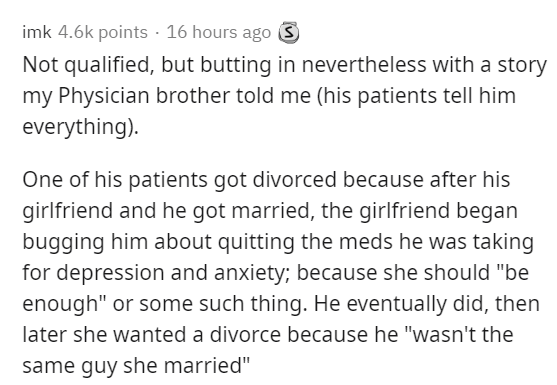 imk 4.6k points · 16 hours ago S
Not qualified, but butting in nevertheless with a story
my Physician brother told me (his patients tell him
everything).
One of his patients got divorced because after his
girlfriend and he got married, the girlfriend began
bugging him about quitting the meds he was taking
for depression and anxiety; because she should "be
enough" or some such thing. He eventually did, then
later she wanted a divorce because he "wasn't the
same guy she married"